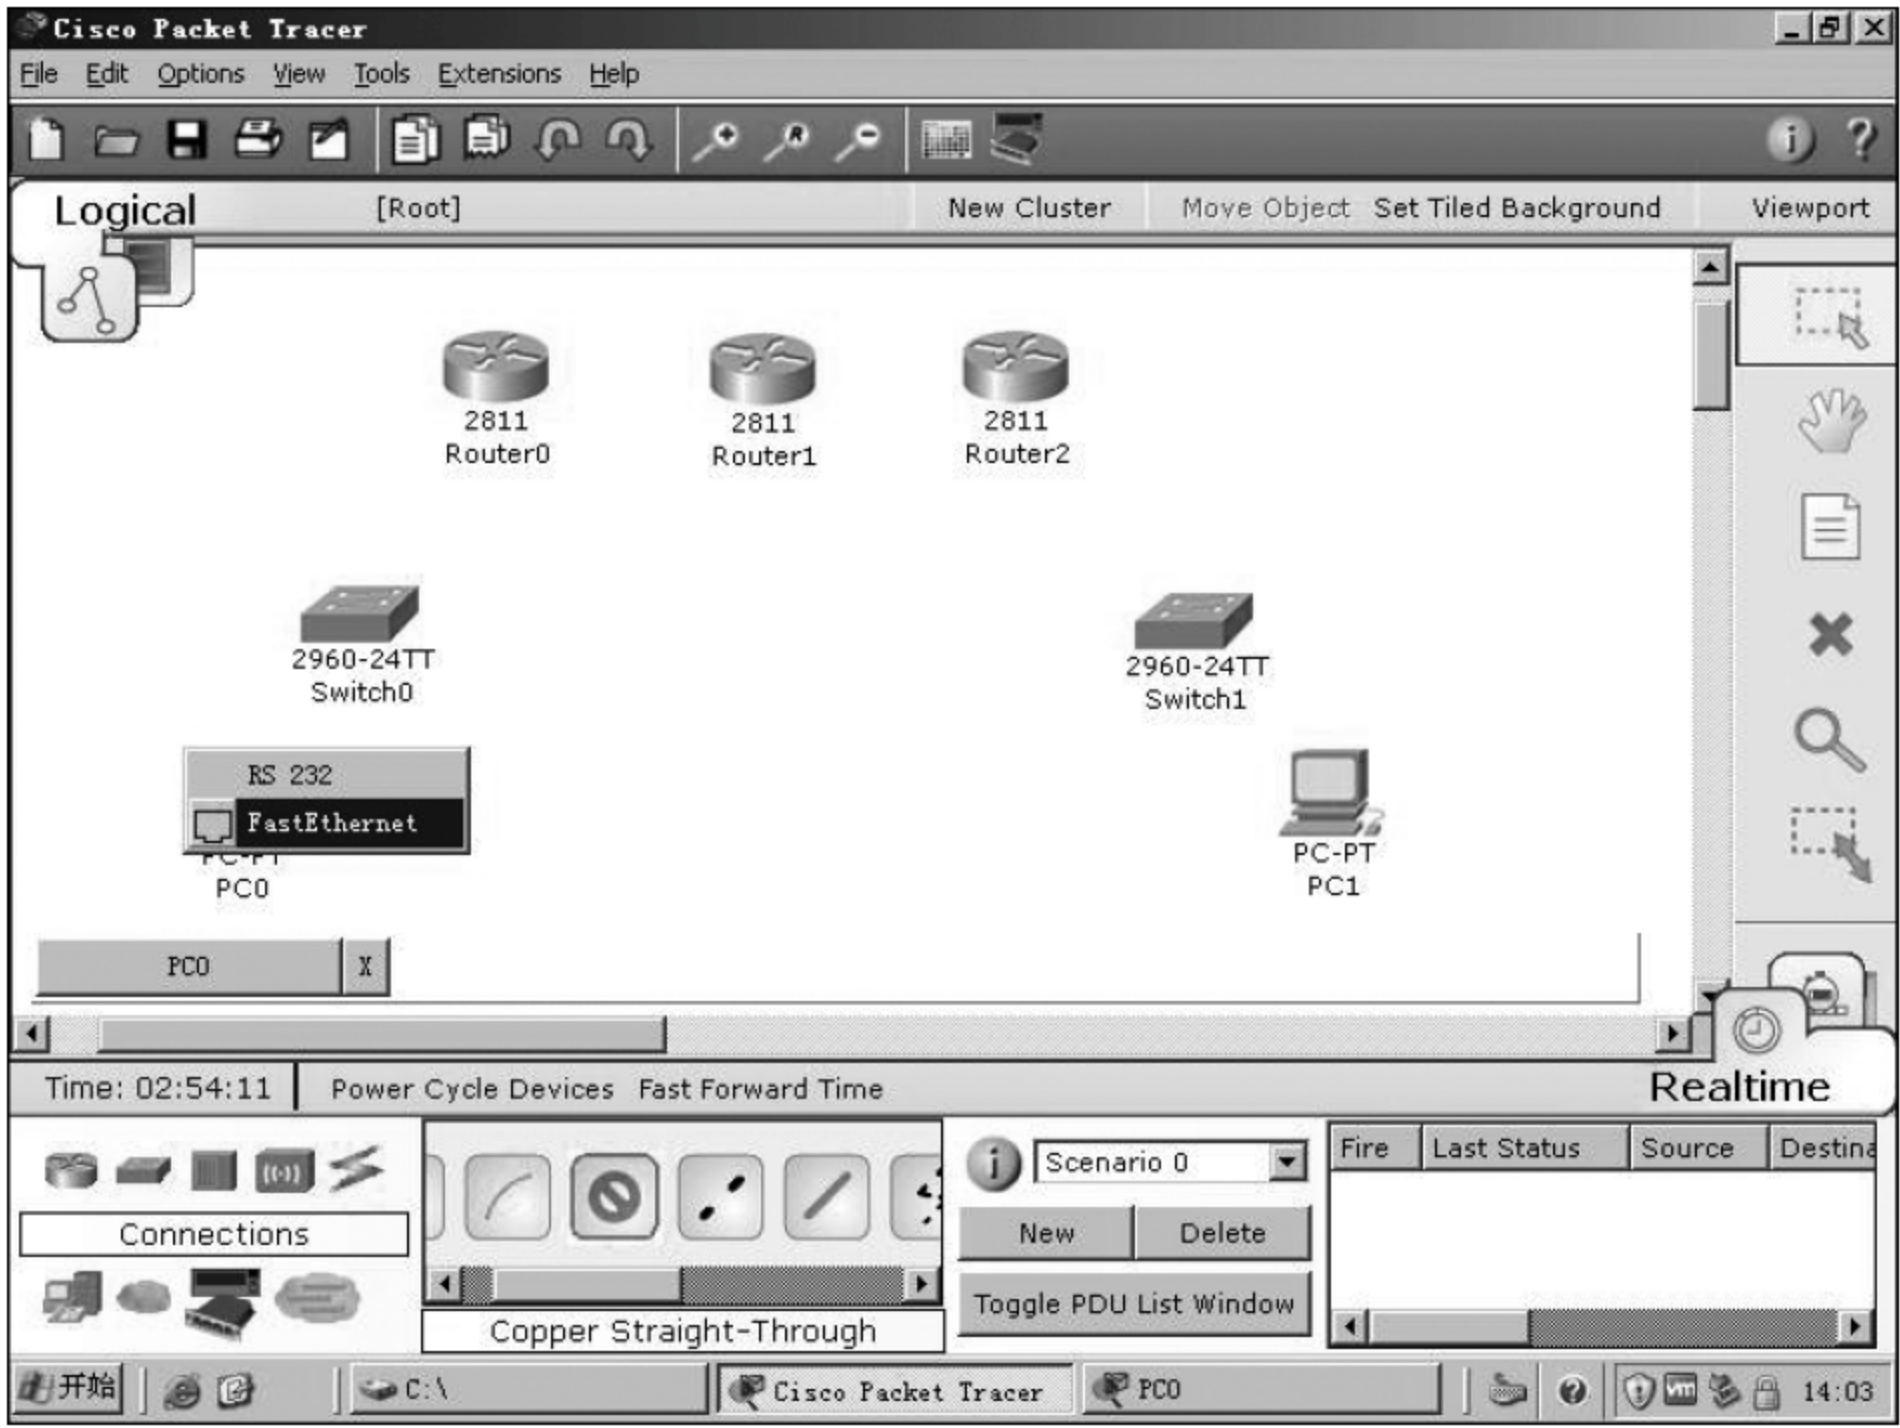 Cisco Packet Tracer
File Edit Options View Tools Extensions Help
Logical [Root] New Cluster Move Object Set Tiled Background Viewport
2811 2811 2811
Router0 Router1 Router2
2960-24TT 2960-24TT
Switch0 Switch1
RS 232
FastEthernet
PC-PT PC-PT
PC0 PC1
PC0 X
Time: 02:54:11 Power Cycle Devices Fast Forward Time Realtime
Fire Last Status Source Destina
Scenario 0
Connections New Delete
Toggle PDU List Window
Copper Straight-Through
开始 C:\ Cisco Packet Tracer PC0 14:03